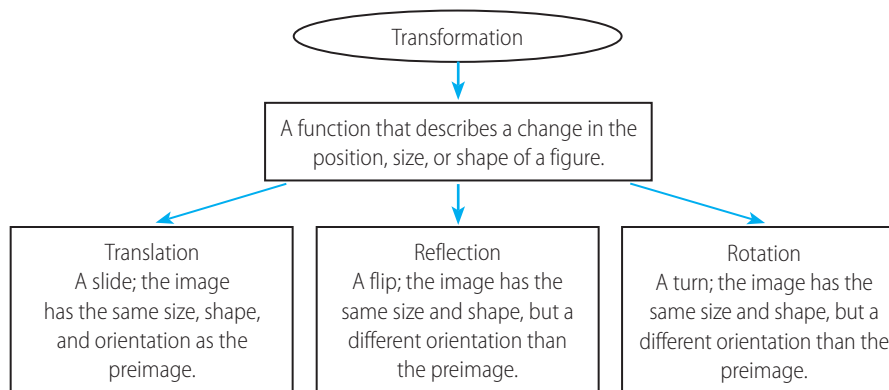 Transformation
A function that describes a change in the
position, size, or shape of a figure.
Translation
A slide; the image
has the same size, shape,
and orientation as the
preimage.
Reflection
A flip; the image has the
same size and shape, but a
different orientation than
the preimage.
Rotation
A turn; the image has the
same size and shape, but a
different orientation than the
preimage.